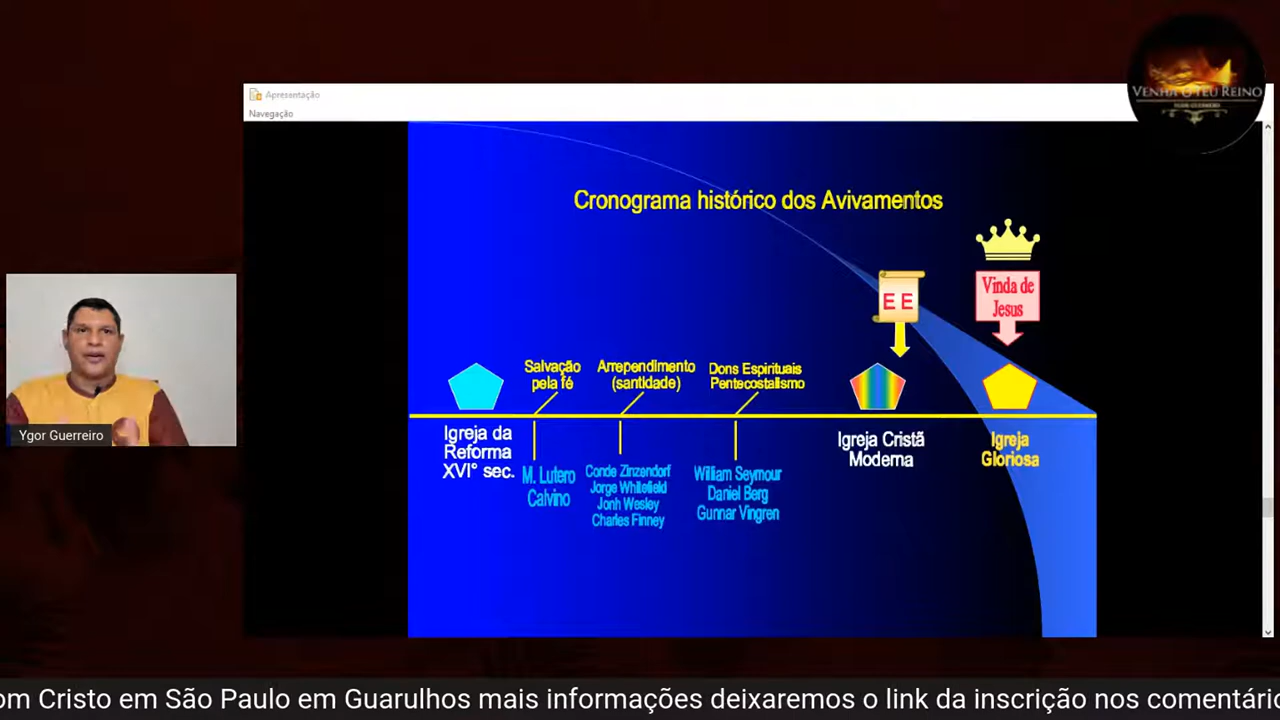 VENHA O TEU REINO
YGOR GUERREIRO
Apresentação
Navegação
Cronograma histórico dos Avivamentos
E E
Vinda de
Jesus
Salvação
pela fé
Arrependimento
(santidade)
Dons Espirituais
Pentecostalismo
Igreja da
Reforma
XVI° sec.
M. Lutero
Calvino
Conde Zinzendorf
Jorge Whitefield
Jonh Wesley
Charles Finney
William Seymour
Daniel Berg
Gunnar Vingren
Igreja Cristã
Moderna
Igreja
Gloriosa
Ygor Guerreiro
om Cristo em São Paulo em Guarulhos mais informações deixaremos o link da inscrição nos comentário